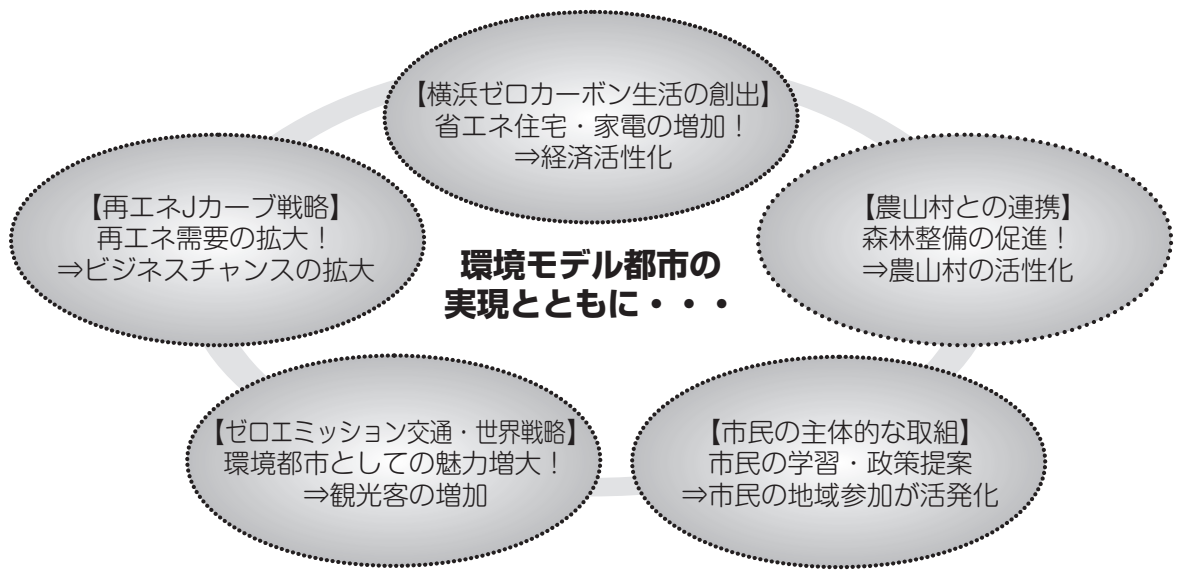 【横浜ゼロカーボン生活の創出】
省エネ住宅・家電の増加！
⇒経済活性化
【再エネJカーブ戦略】
再エネ需要の拡大！
⇒ビジネスチャンスの拡大
【農山村との連携】
森林整備の促進！
⇒農山村の活性化
環境モデル都市の
実現とともに・・・
【ゼロエミッション交通・世界戦略】
環境都市としての魅力増大！
⇒観光客の増加
【市民の主体的な取組】
市民の学習・政策提案
⇒市民の地域参加が活発化